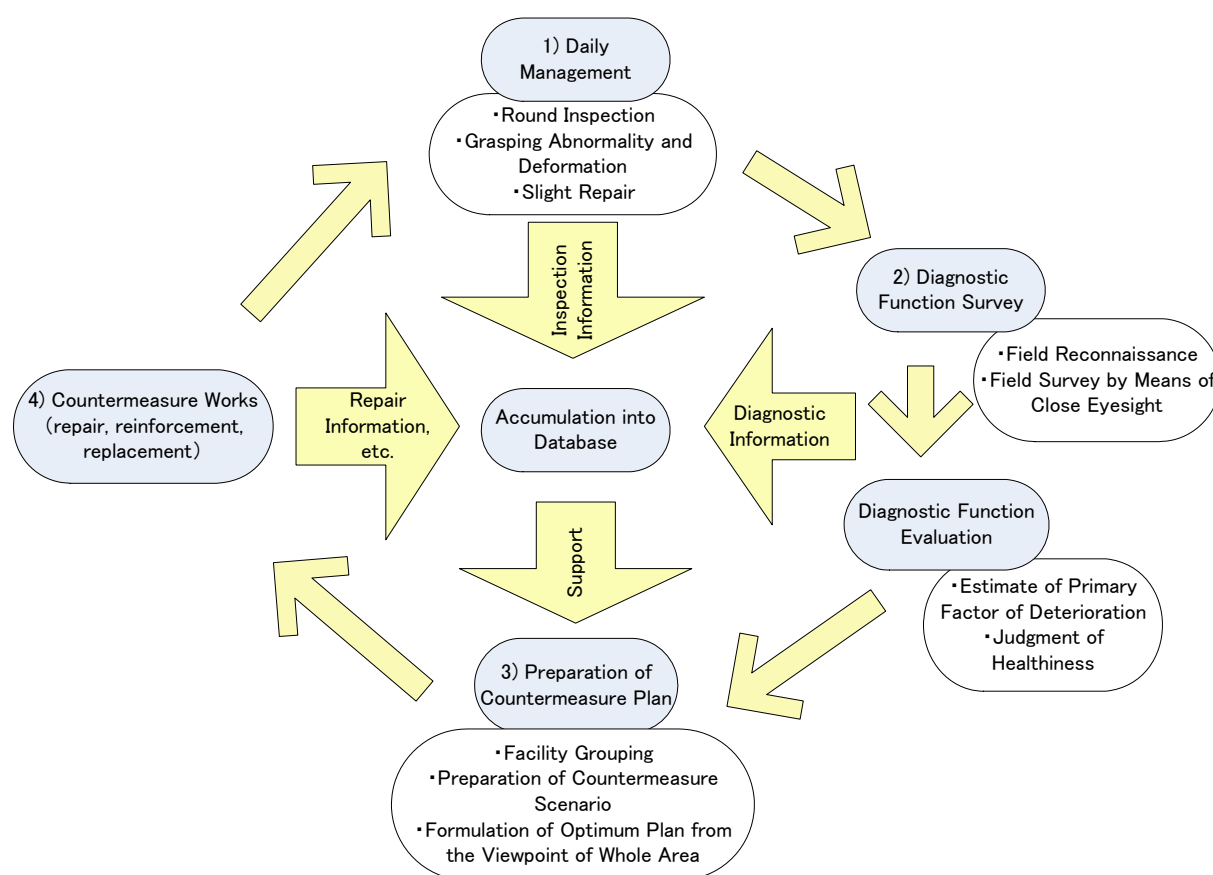 1) Daily
Management
・Round Inspection
・Grasping Abnormality and
Deformation
・Slight Repair
Inspection
Information
2) Diagnostic
Function Survey
・Field Reconnaissance
・Field Survey by Means of
Close Eyesight
4) Countermeasure Works
(repair, reinforcement,
replacement)
Repair
Information,
etc.
Accumulation into
Database
Diagnostic
Information
Diagnostic Function
Evaluation
・Estimate of Primary
Factor of Deterioration
・Judgment of
Healthiness
Support
3) Preparation of
Countermeasure Plan
・Facility Grouping
・Preparation of Countermeasure
Scenario
・Formulation of Optimum Plan from
the Viewpoint of Whole Area